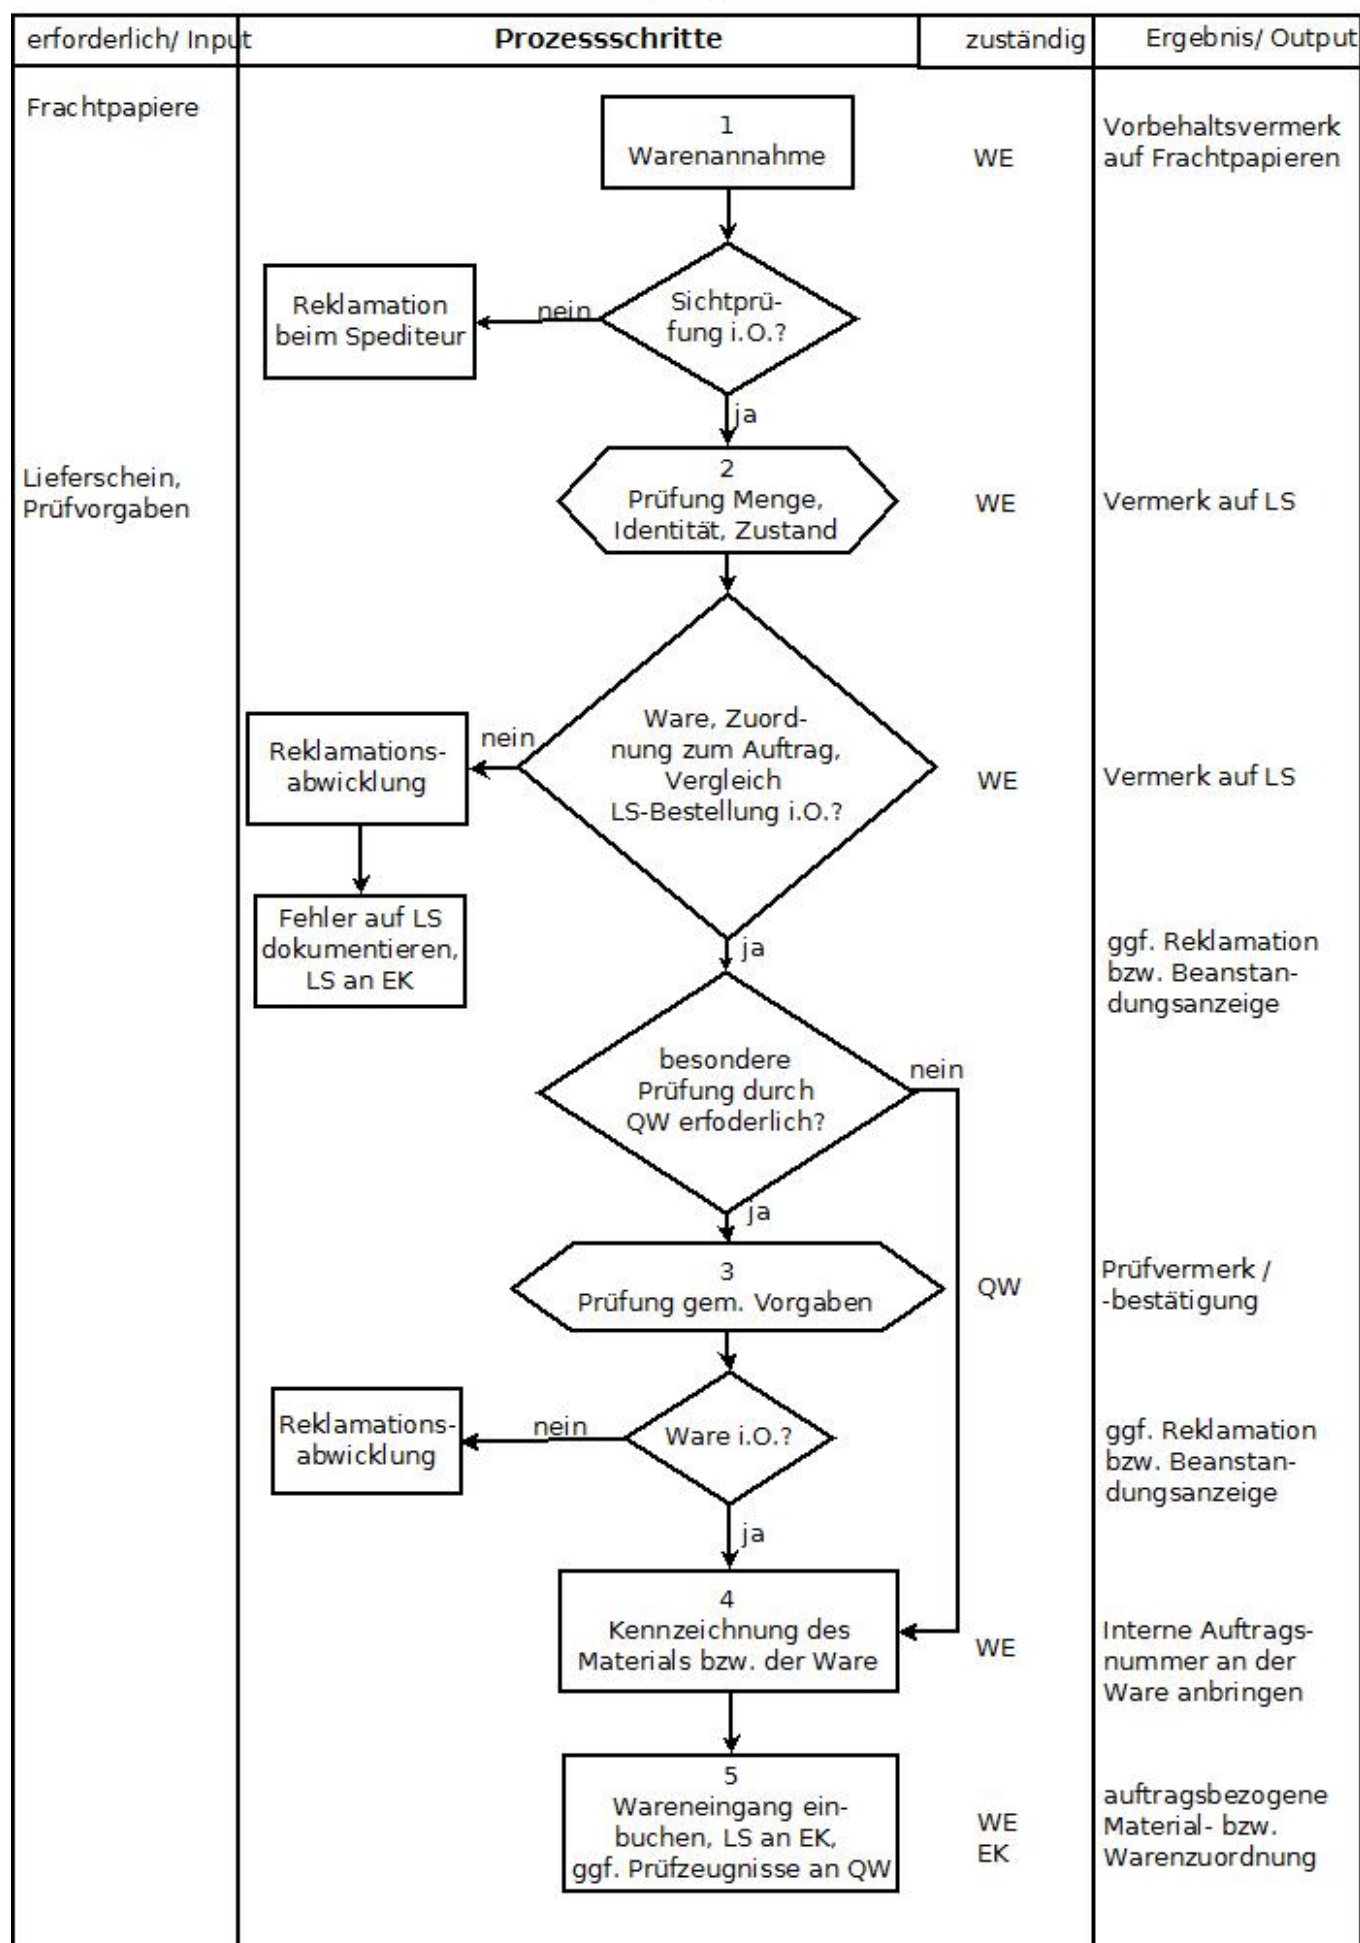 erforderlich/ Input
Prozessschritte
zuständig
Ergebnis/ Output
Frachtpapiere
1
Warenannahme
WE
Vorbehaltsvermerk
auf Frachtpapieren
Sichtprü-
fung i.O.?
nein
Reklamation
beim Spediteur
ja
Lieferschein,
Prüfvorgaben
2
Prüfung Menge,
Identität, Zustand
WE
Vermerk auf LS
Ware, Zuord-
nung zum Auftrag,
Vergleich
LS-Bestellung i.O.?
nein
Reklamations-
abwicklung
WE
Vermerk auf LS
Fehler auf LS
dokumentieren,
LS an EK
ja
ggf. Reklamation
bzw. Beanstan-
dungsanzeige
besondere
Prüfung durch
QW erfoderlich?
nein
ja
3
Prüfung gem. Vorgaben
QW
Prüfvermerk /
-bestätigung
Ware i.O.?
nein
Reklamations-
abwicklung
ggf. Reklamation
bzw. Beanstan-
dungsanzeige
ja
4
Kennzeichnung des
Materials bzw. der Ware
WE
Interne Auftrags-
nummer an der
Ware anbringen
5
Wareneingang ein-
buchen, LS an EK,
ggf. Prüfzeugnisse an QW
WE
EK
auftragsbezogene
Material- bzw.
Warenzuordnung